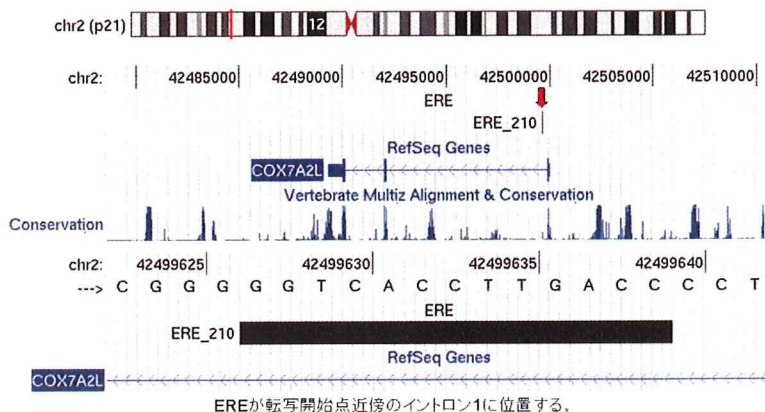 chr2 (p21) 12
chr2: 42485000 42490000 42495000 42500000 42505000 42510000
ERE
ERE_210
RefSeq Genes
COX7A2L
Vertebrate Multiz Alignment & Conservation
Conservation
chr2: 42499625 42499630 42499635 42499640
---> C G G G G G T C A C C T T G A C C C C T
ERE
ERE_210
RefSeq Genes
COX7A2L
EREが転写開始点近傍のイントロン1に位置する。